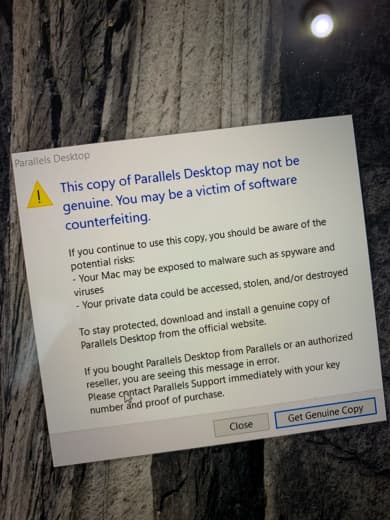 Parallels Desktop
This copy of Parallels Desktop may not be
genuine. You may be a victim of software
counterfeiting.
If you continue to use this copy, you should be aware of the
potential risks:
- Your Mac may be exposed to malware such as spyware and
viruses
- Your private data could be accessed, stolen, and/or destroyed
To stay protected, download and install a genuine copy of
Parallels Desktop from the official website.
If you bought Parallels Desktop from Parallels or an authorized
reseller, you are seeing this message in error.
Please contact Parallels Support immediately with your key
number and proof of purchase.
Close
Get Genuine Copy